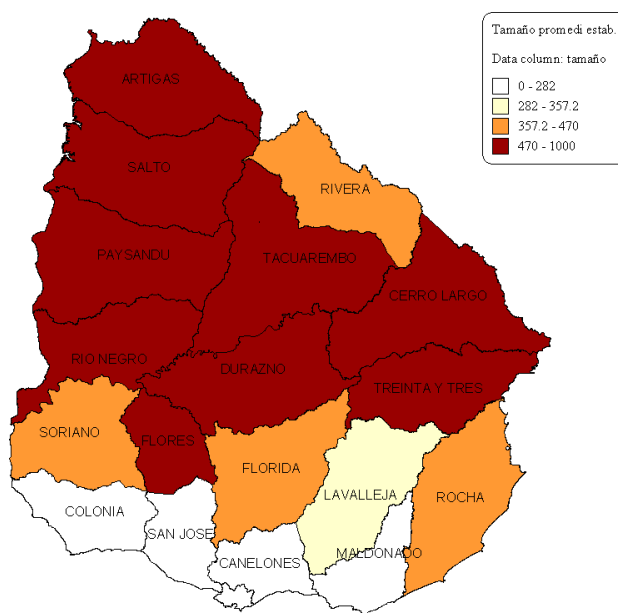 Tamaño promedi estab.
Data column: tamaño
0 - 282
282 - 357.2
357.2 - 470
470 - 1000
ARTIGAS
SALTO
RIVERA
PAYSANDU
TACUAREMBO
CERRO LARGO
RIO NEGRO
DURAZNO
TREINTA Y TRES
SORIANO
FLORES
FLORIDA
LAVALLEJA
ROCHA
COLONIA
SAN JOSE
CANELONES
MALDONADO